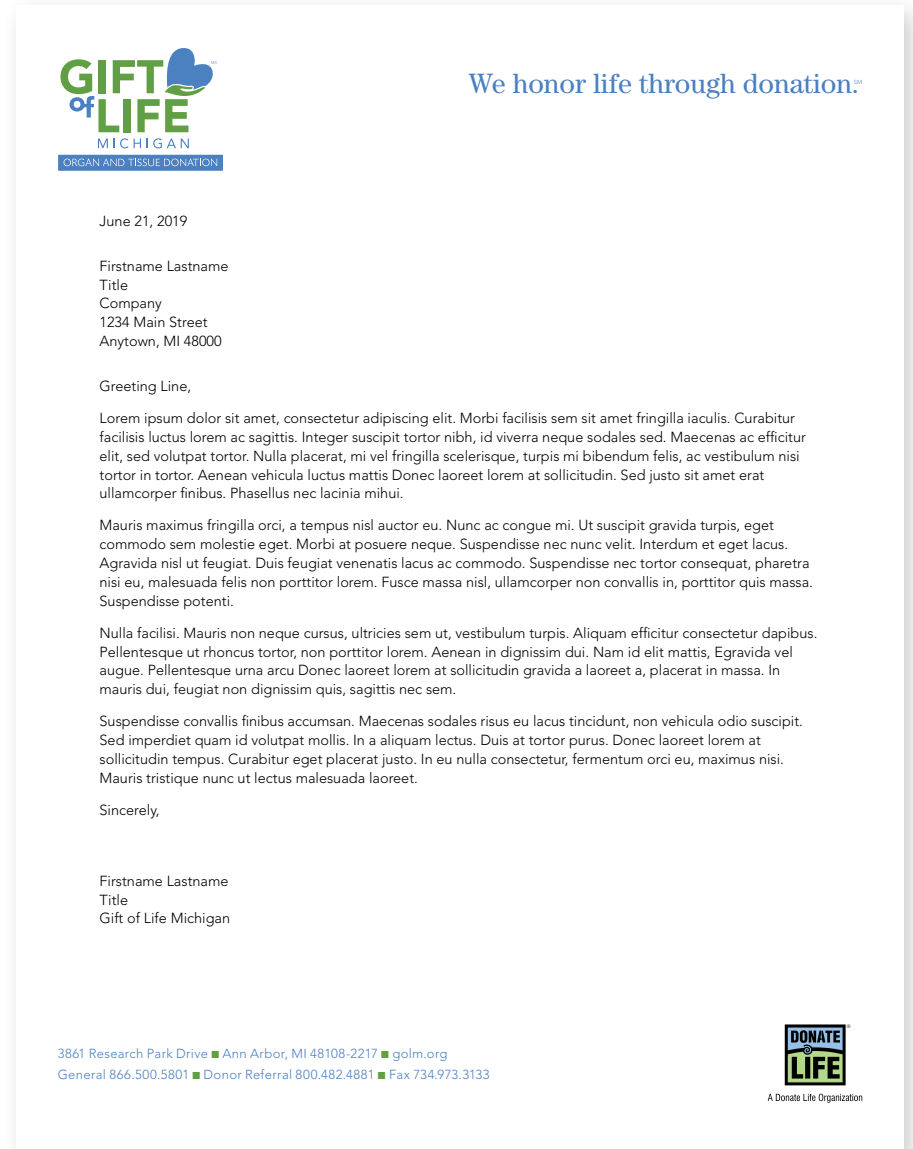 GIFT
of LIFE
MICHIGAN
ORGAN AND TISSUE DONATION
We honor life through donation.℠
June 21, 2019
Firstname Lastname
Title
Company
1234 Main Street
Anytown, MI 48000
Greeting Line,
Lorem ipsum dolor sit amet, consectetur adipiscing elit. Morbi facilisis sem sit amet fringilla iaculis. Curabitur
facilisis luctus lorem ac sagittis. Integer suscipit tortor nibh, id viverra neque sodales sed. Maecenas ac efficitur
elit, sed volutpat tortor. Nulla placerat, mi vel fringilla scelerisque, turpis mi bibendum felis, ac vestibulum nisi
tortor in tortor. Aenean vehicula luctus mattis Donec laoreet lorem at sollicitudin. Sed justo sit amet erat
ullamcorper finibus. Phasellus nec lacinia mihui.
Mauris maximus fringilla orci, a tempus nisl auctor eu. Nunc ac congue mi. Ut suscipit gravida turpis, eget
commodo sem molestie eget. Morbi at posuere neque. Suspendisse nec nunc velit. Interdum et eget lacus.
Agravida nisl ut feugiat. Duis feugiat venenatis lacus ac commodo. Suspendisse nec tortor consequat, pharetra
nisi eu, malesuada felis non porttitor lorem. Fusce massa nisl, ullamcorper non convallis in, porttitor quis massa.
Suspendisse potenti.
Nulla facilisi. Mauris non neque cursus, ultricies sem ut, vestibulum turpis. Aliquam efficitur consectetur dapibus.
Pellentesque ut rhoncus tortor, non porttitor lorem. Aenean in dignissim dui. Nam id elit mattis, Egravida vel
augue. Pellentesque urna arcu Donec laoreet lorem at sollicitudin gravida a laoreet a, placerat in massa. In
mauris dui, feugiat non dignissim quis, sagittis nec sem.
Suspendisse convallis finibus accumsan. Maecenas sodales risus eu lacus tincidunt, non vehicula odio suscipit.
Sed imperdiet quam id volutpat mollis. In a aliquam lectus. Duis at tortor purus. Donec laoreet lorem at
sollicitudin tempus. Curabitur eget placerat justo. In eu nulla consectetur, fermentum orci eu, maximus nisi.
Mauris tristique nunc ut lectus malesuada laoreet.
Sincerely,
Firstname Lastname
Title
Gift of Life Michigan
3861 Research Park Drive ■ Ann Arbor, MI 48108-2217 ■ golm.org
General 866.500.5801 ■ Donor Referral 800.482.4881 ■ Fax 734.973.3133
DONATE
LIFE
®
A Donate Life Organization